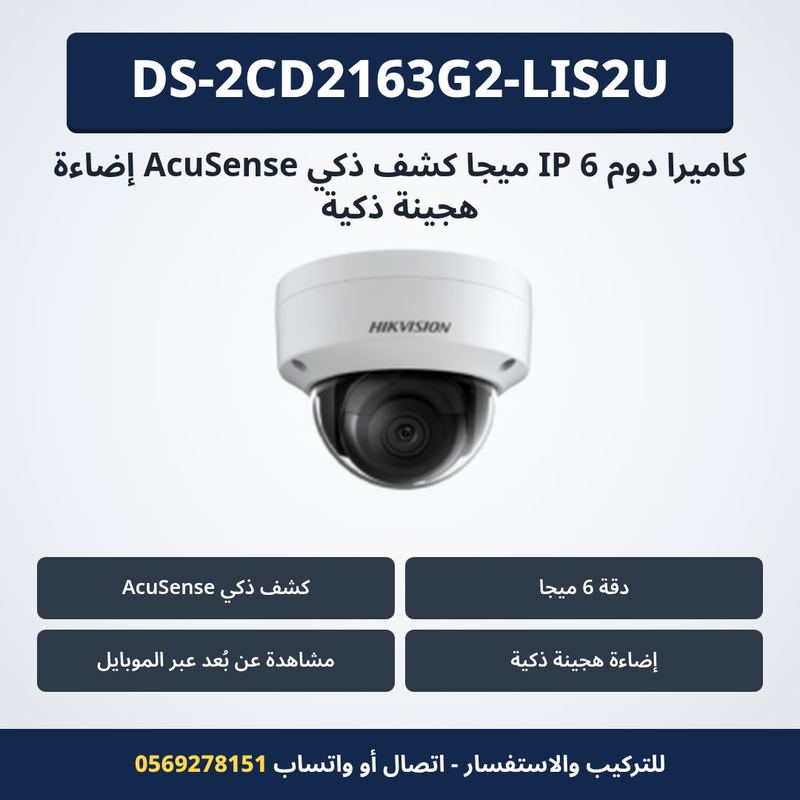 DS-2CD2163G2-LIS2U
كاميرا دوم IP 6 ميجا كشف ذكي AcuSense إضاءة
هجينة ذكية
HIKVISION
دقة 6 ميجا
كشف ذكي AcuSense
إضاءة هجينة ذكية
مشاهدة عن بُعد عبر الموبايل
للتركيب والاستفسار - اتصال أو واتساب 0569278151